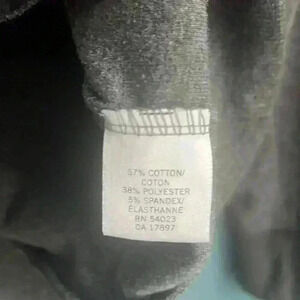 57% COTTON/
COTON
38% POLYESTER
5% SPANDEX/
ELASTHANNE
RN 54023
CA 17897